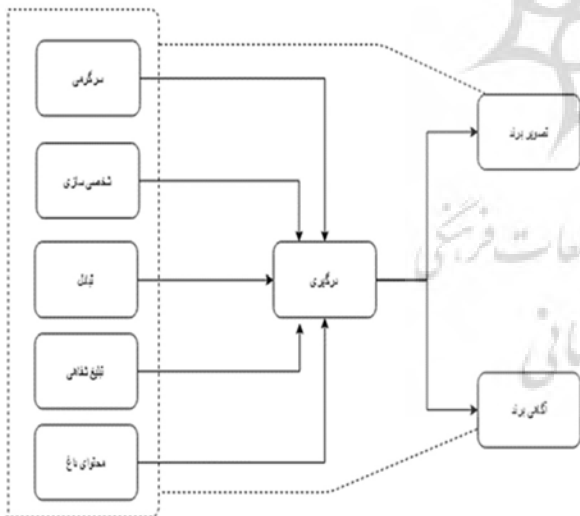 سرگرمی
شخصی سازی
تبادل
تبلیغ شفاهی
محتوای داغ
درگیری
تصویر برند
آگاهی برند